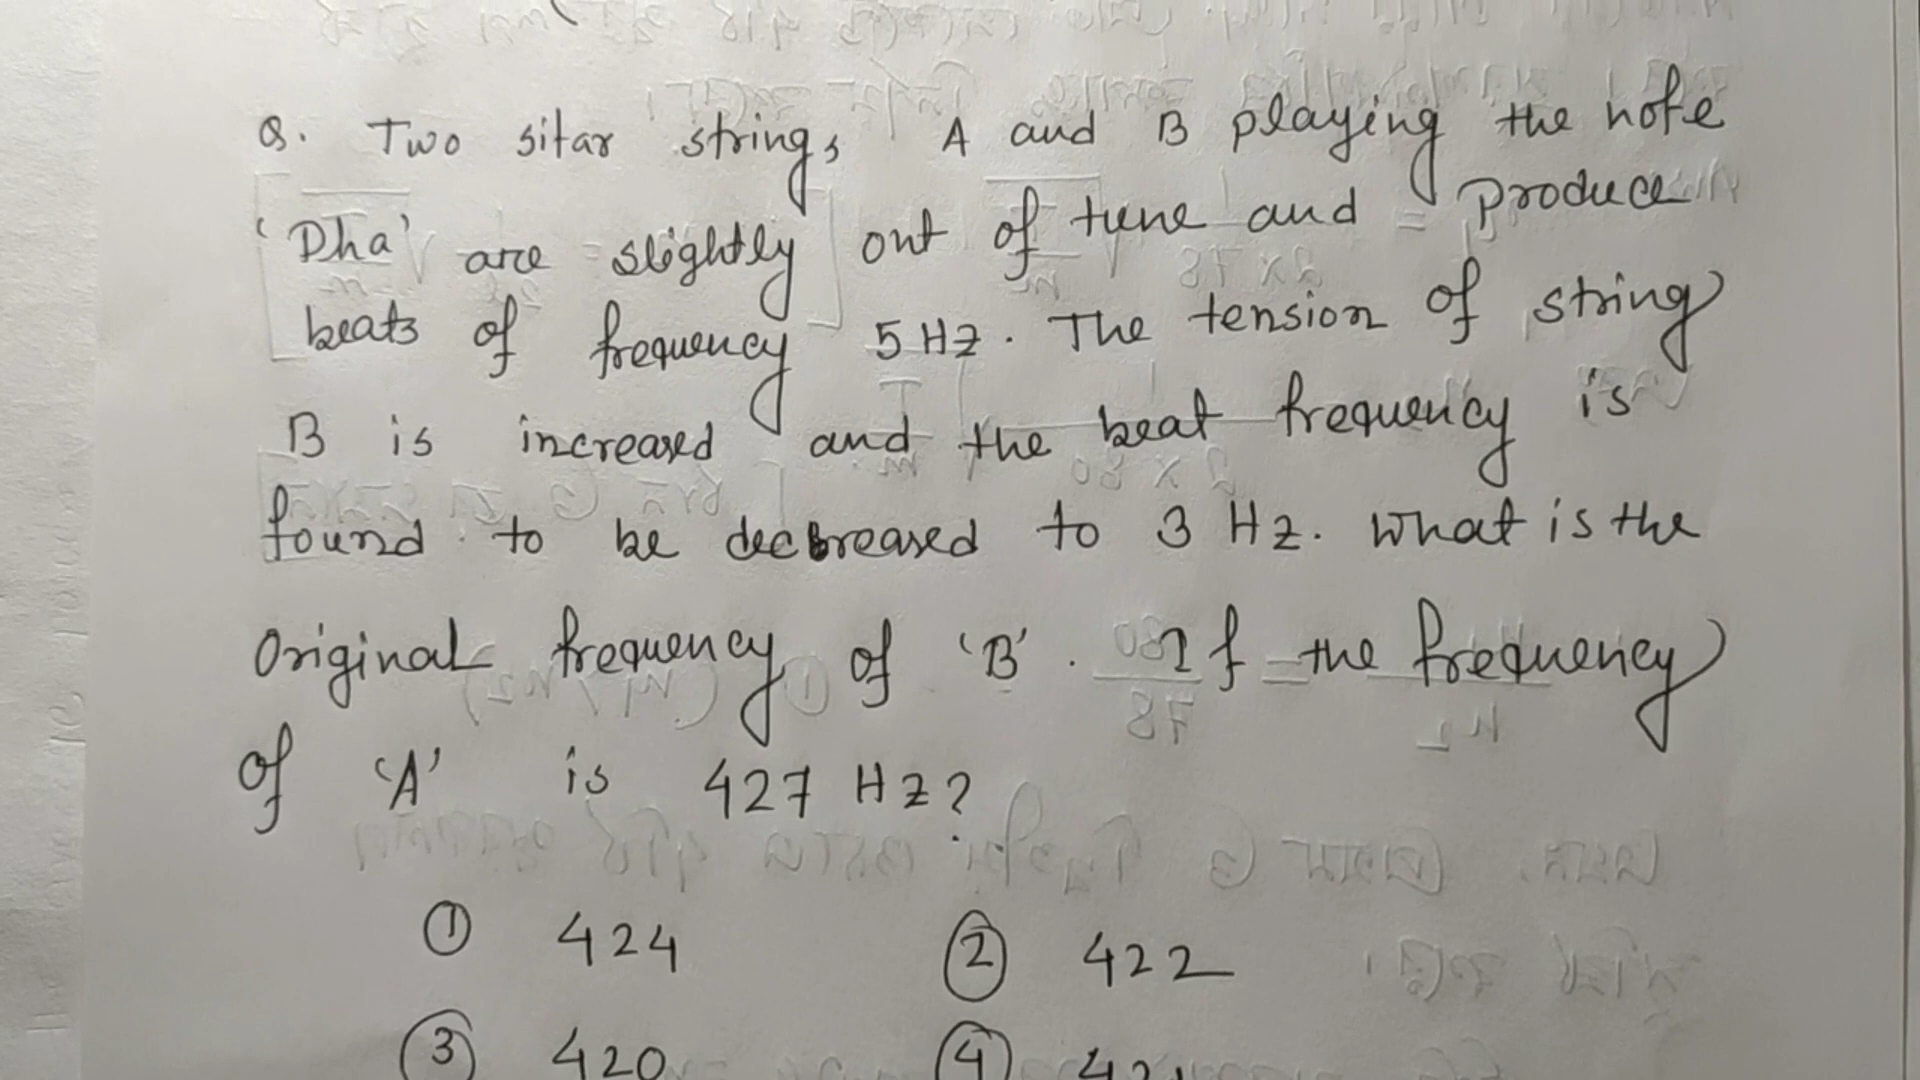 Q. Two sitar strings A and B playing the note
'Dha' are slightly out of tune and produce
beats of frequency 5 Hz. The tension of string
B is increased and the beat frequency is
found to be decreased to 3 Hz. What is the
Original frequency of 'B'. If the frequency
of 'A' is 427 Hz?
① 424 ② 422
③ 420 ④